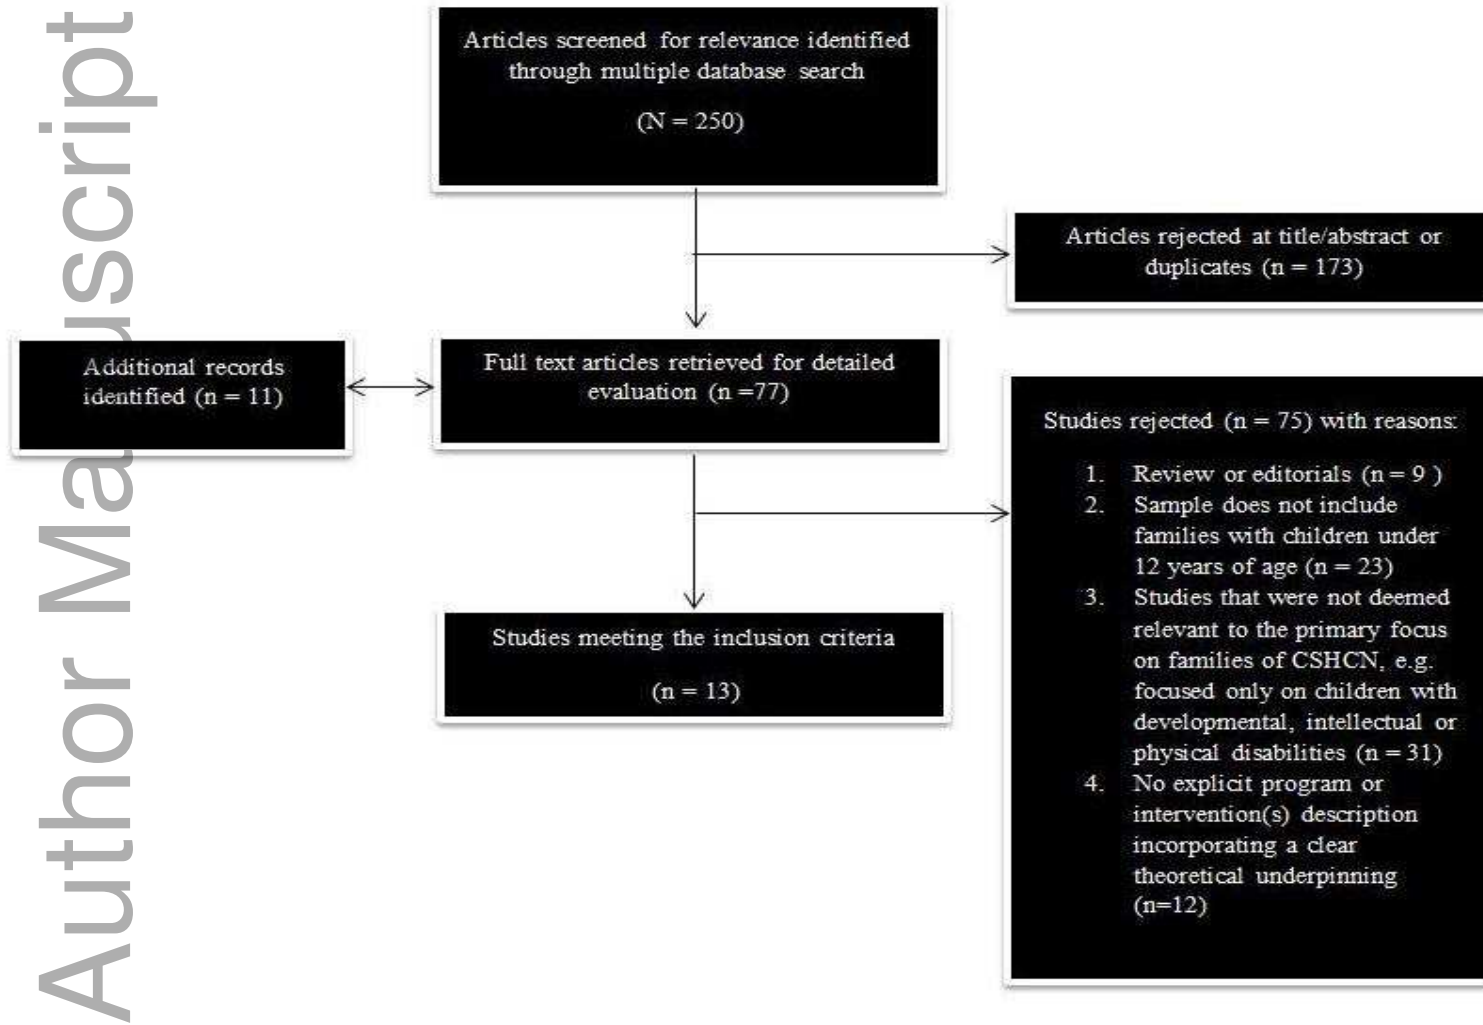 Author Manuscript
Articles screened for relevance identified
through multiple database search
(N = 250)
Articles rejected at title/abstract or
duplicates (n = 173)
Additional records
identified (n = 11)
Full text articles retrieved for detailed
evaluation (n =77)
Studies rejected (n = 75) with reasons:
1. Review or editorials (n = 9 )
2. Sample does not include
families with children under
12 years of age (n = 23)
3. Studies that were not deemed
relevant to the primary focus
on families of CSHCN, e.g.
focused only on children with
developmental, intellectual or
physical disabilities (n = 31)
4. No explicit program or
intervention(s) description
incorporating a clear
theoretical underpinning
(n=12)
Studies meeting the inclusion criteria
(n = 13)